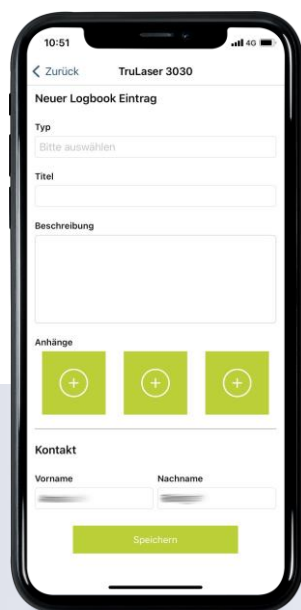 10:51 4G
Zurück TruLaser 3030
Neuer Logbook Eintrag
Typ
Bitte auswählen
Titel
Beschreibung
Anhänge
Kontakt
Vorname Nachname
Speichern